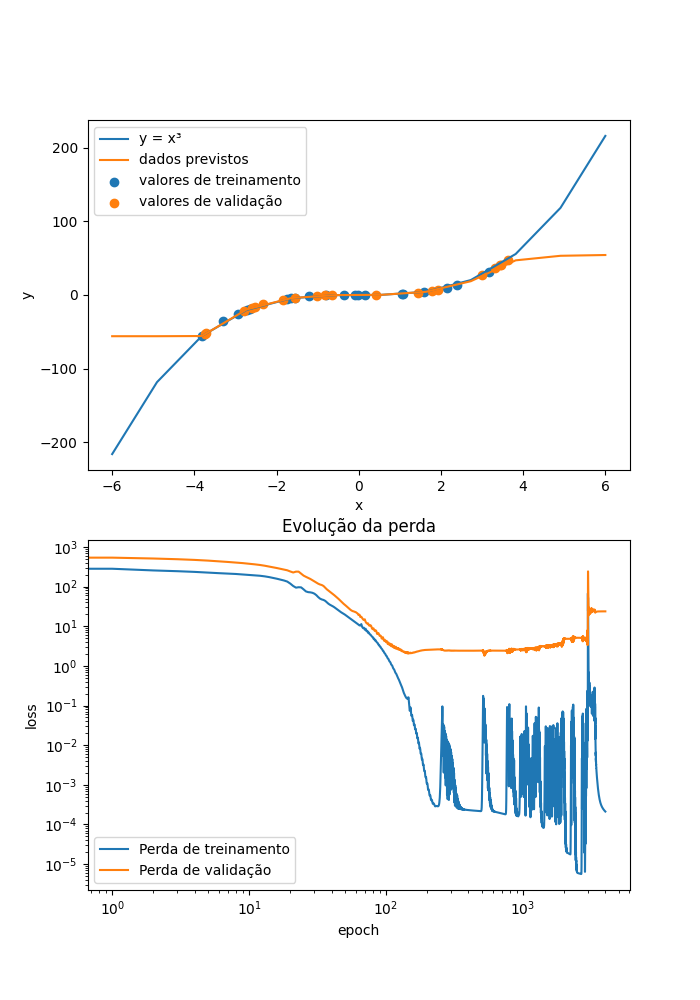 y = x³
dados previstos
valores de treinamento
valores de validação
200
100
0
−100
−200
y
−6 −4 −2 0 2 4 6
x
Evolução da perda
10³
10²
10¹
10⁰
10⁻¹
10⁻²
10⁻³
10⁻⁴
10⁻⁵
loss
Perda de treinamento
Perda de validação
10⁰ 10¹ 10² 10³
epoch